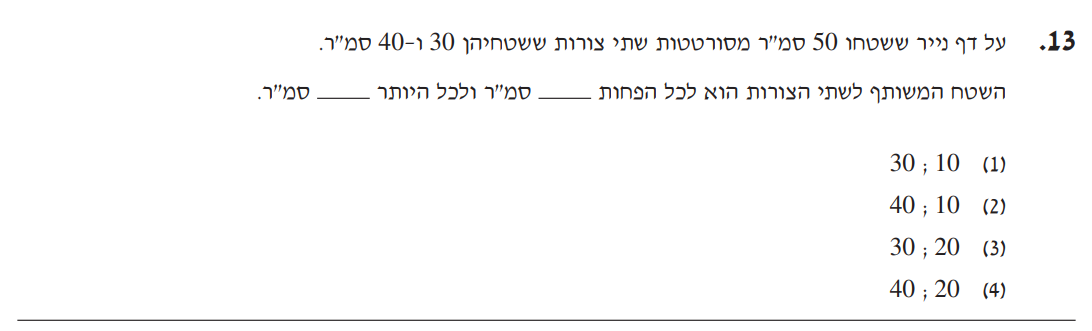 13. על דף נייר ששטחו 50 סמ"ר מסורטטות שתי צורות ששטחיהן 30 ו-40 סמ"ר.
השטח המשותף לשתי הצורות הוא לכל הפחות _____ סמ"ר ולכל היותר _____ סמ"ר.
(1) 10 ; 30
(2) 10 ; 40
(3) 20 ; 30
(4) 20 ; 40